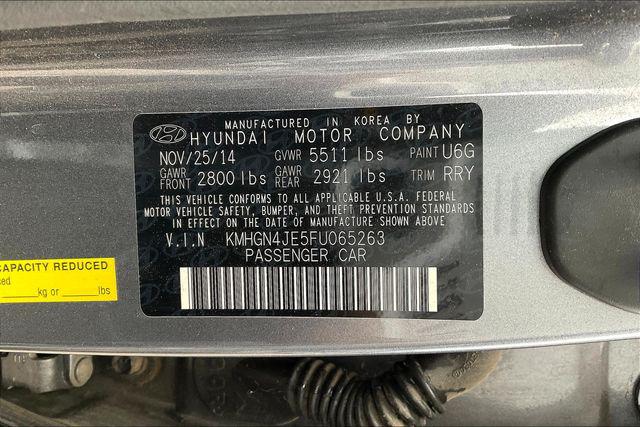 MANUFACTURED IN KOREA BY
HYUNDAI MOTOR COMPANY
NOV/25/14 GVWR 5511 lbs PAINT U6G
GAWR FRONT 2800 lbs GAWR REAR 2921 lbs TRIM RRY
THIS VEHICLE CONFORMS TO ALL APPLICABLE U.S.A. FEDERAL
MOTOR VEHICLE SAFETY, BUMPER, AND THEFT PREVENTION STANDARDS
IN EFFECT ON THE DATE OF MANUFACTURE SHOWN ABOVE
V.I.N KMHGN4JE5FU065263
PASSENGER CAR
CAPACITY REDUCED
kg or lbs